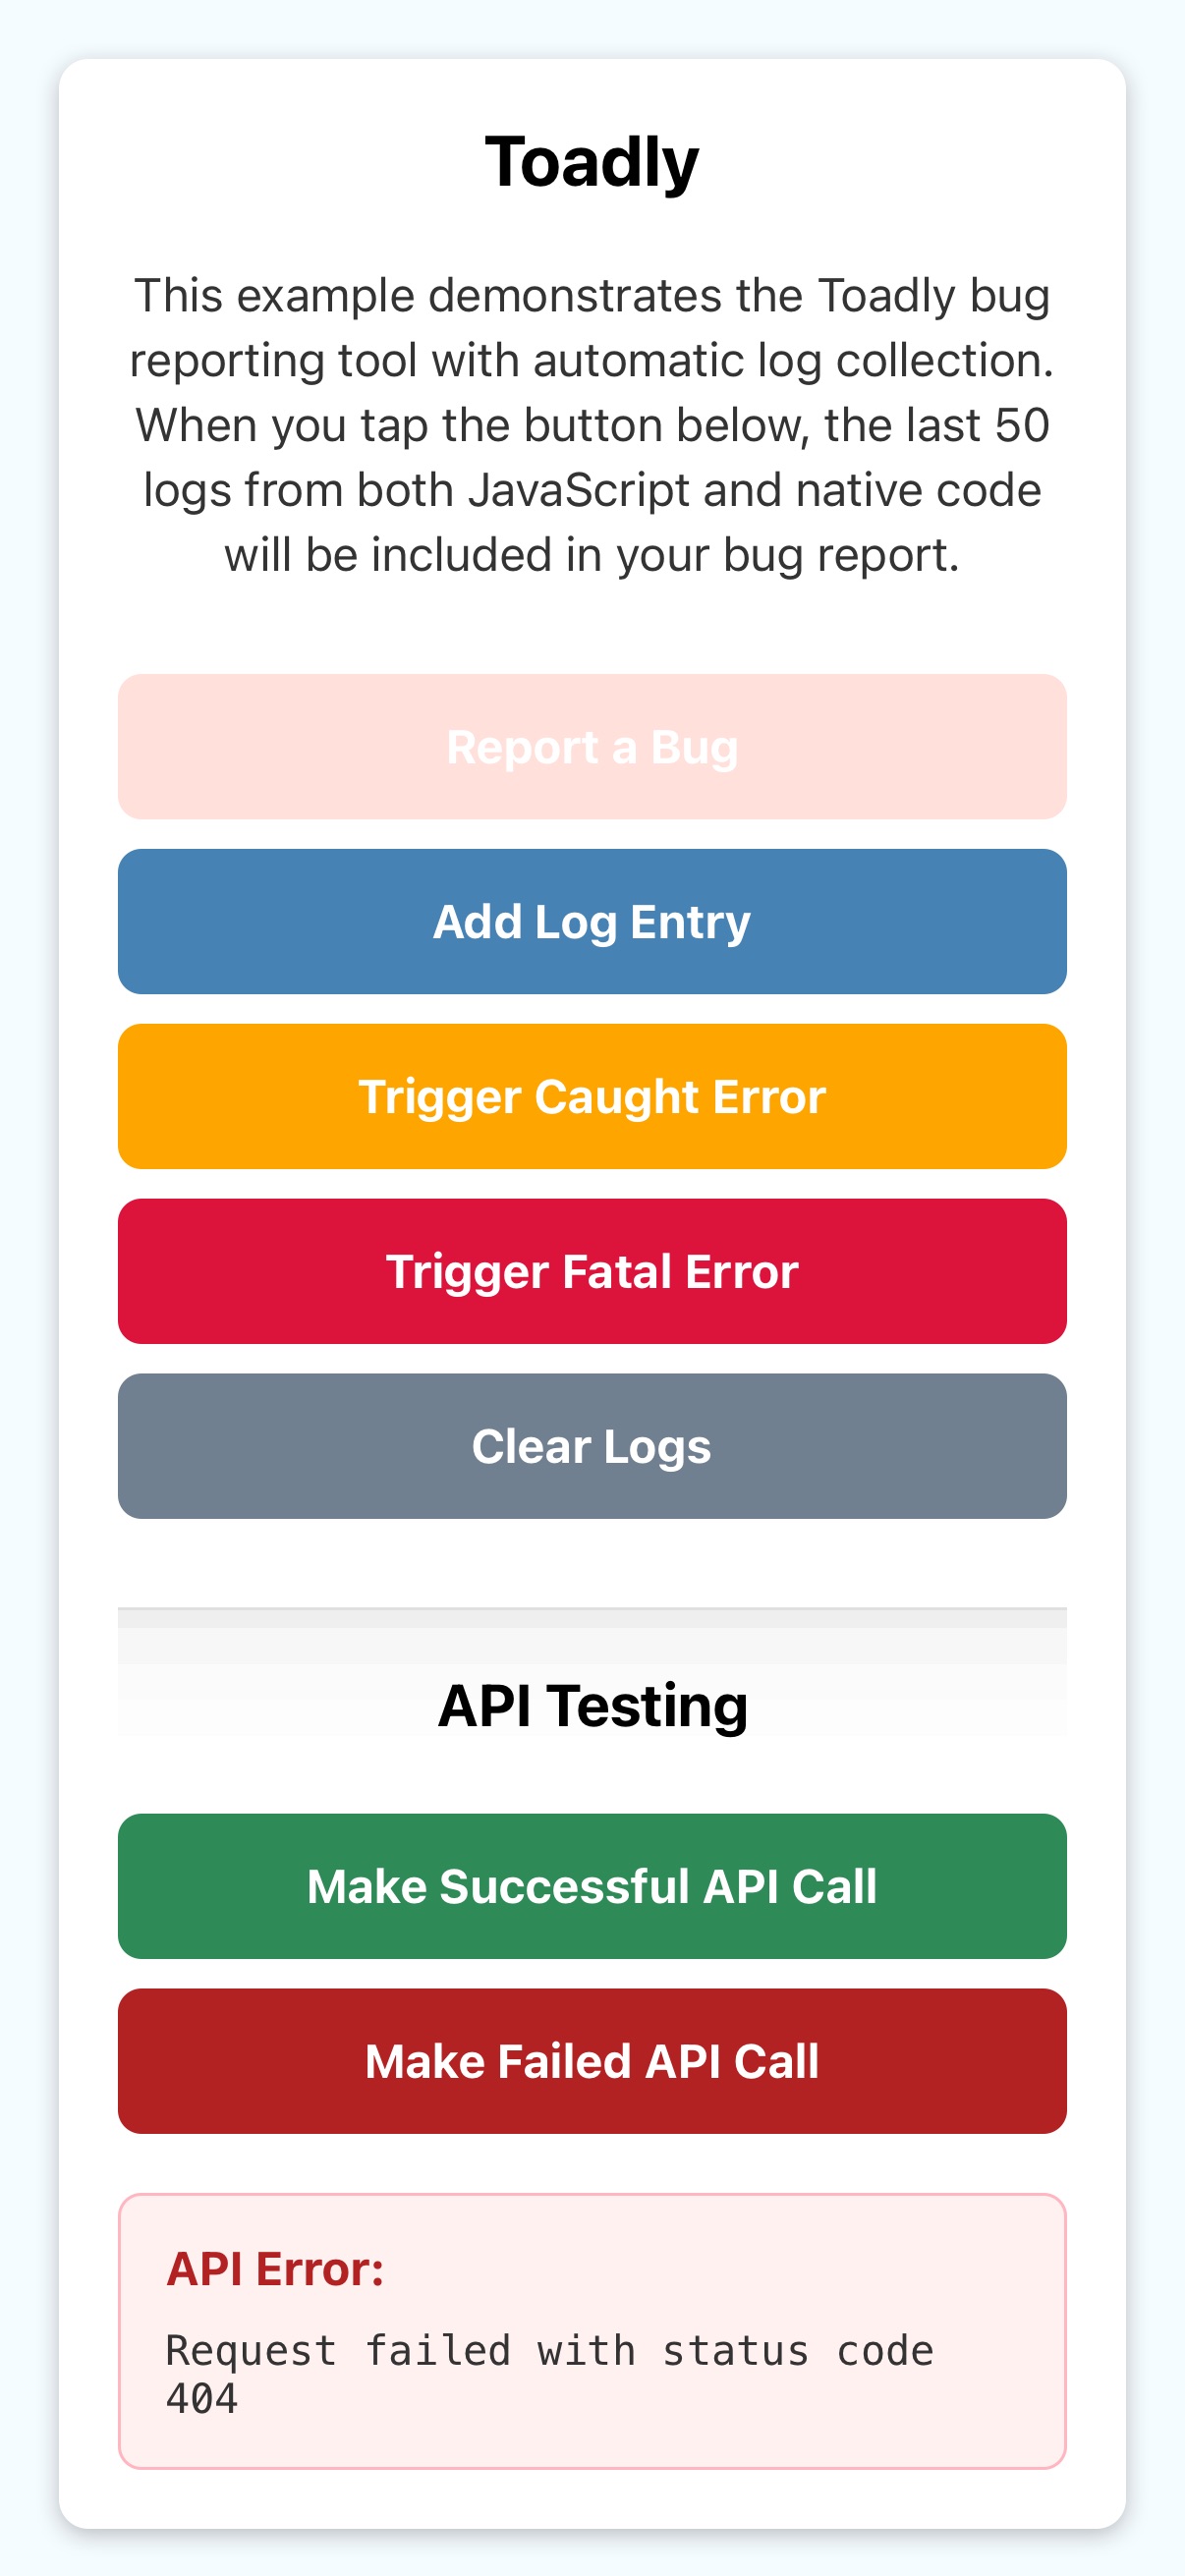 Toadly
This example demonstrates the Toadly bug
reporting tool with automatic log collection.
When you tap the button below, the last 50
logs from both JavaScript and native code
will be included in your bug report.
Report a Bug
Add Log Entry
Trigger Caught Error
Trigger Fatal Error
Clear Logs
API Testing
Make Successful API Call
Make Failed API Call
API Error:
Request failed with status code
404